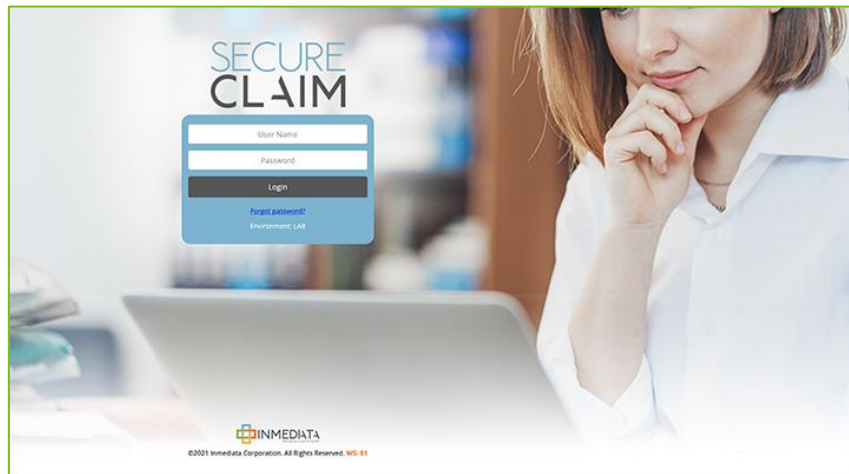 SECURE
CLAIM
User Name
Password
Login
Forgot password?
Environment: LAB
INMEDIATA
©2021 Inmediata Corporation. All Rights Reserved. WS: 01